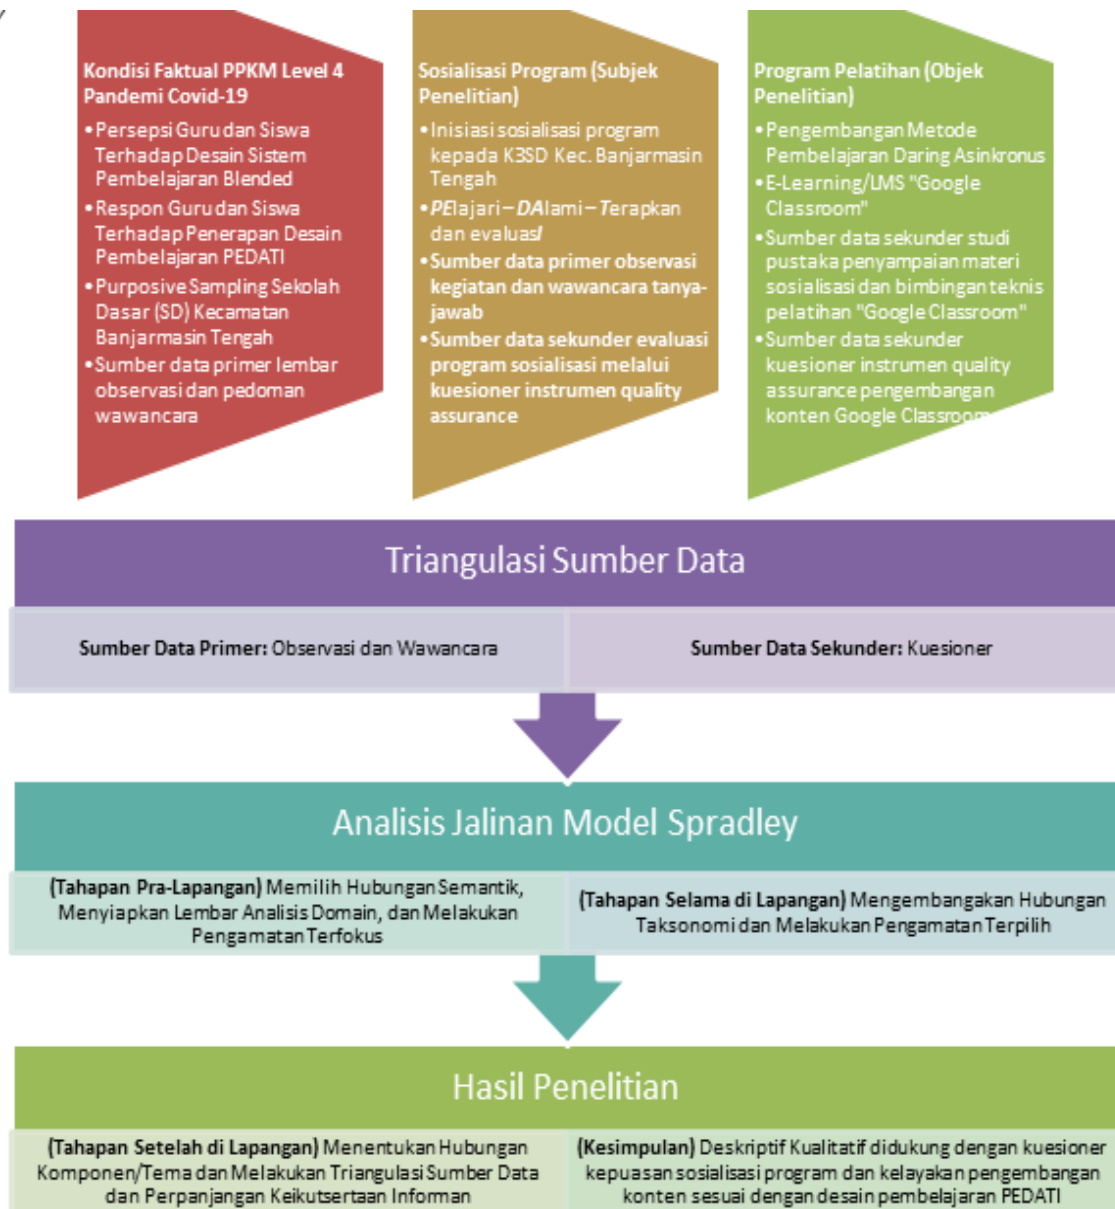 Kondisi Faktual PPKM Level 4
Pandemi Covid-19
•Persepsi Guru dan Siswa
Terhadap Desain Sistem
Pembelajaran Blended
•Respon Guru dan Siswa
Terhadap Penerapan Desain
Pembelajaran PEDATI
•Purposive Sampling Sekolah
Dasar (SD) Kecamatan
Banjarmasin Tengah
•Sumber data primer lembar
observasi dan pedoman
wawancara
Sosialisasi Program (Subjek
Penelitian)
•Inisiasi sosialisasi program
kepada K3SD Kec. Banjarmasin
Tengah
•PElajari – DAlami – Terapkan
dan evaluasI
•Sumber data primer observasi
kegiatan dan wawancara tanya-
jawab
•Sumber data sekunder evaluasi
program sosialisasi melalui
kuesioner instrumen quality
assurance
Program Pelatihan (Objek
Penelitian)
•Pengembangan Metode
Pembelajaran Daring Asinkronus
•E-Learning/LMS "Google
Classroom"
•Sumber data sekunder studi
pustaka penyampaian materi
sosialisasi dan bimbingan teknis
pelatihan "Google Classroom"
•Sumber data sekunder
kuesioner instrumen quality
assurance pengembangan
konten Google Classroom
Triangulasi Sumber Data
Sumber Data Primer: Observasi dan Wawancara
Sumber Data Sekunder: Kuesioner
Analisis Jalinan Model Spradley
(Tahapan Pra-Lapangan) Memilih Hubungan Semantik,
Menyiapkan Lembar Analisis Domain, dan Melakukan
Pengamatan Terfokus
(Tahapan Selama di Lapangan) Mengembangakan Hubungan
Taksonomi dan Melakukan Pengamatan Terpilih
Hasil Penelitian
(Tahapan Setelah di Lapangan) Menentukan Hubungan
Komponen/Tema dan Melakukan Triangulasi Sumber Data
dan Perpanjangan Keikutsertaan Informan
(Kesimpulan) Deskriptif Kualitatif didukung dengan kuesioner
kepuasan sosialisasi program dan kelayakan pengembangan
konten sesuai dengan desain pembelajaran PEDATI